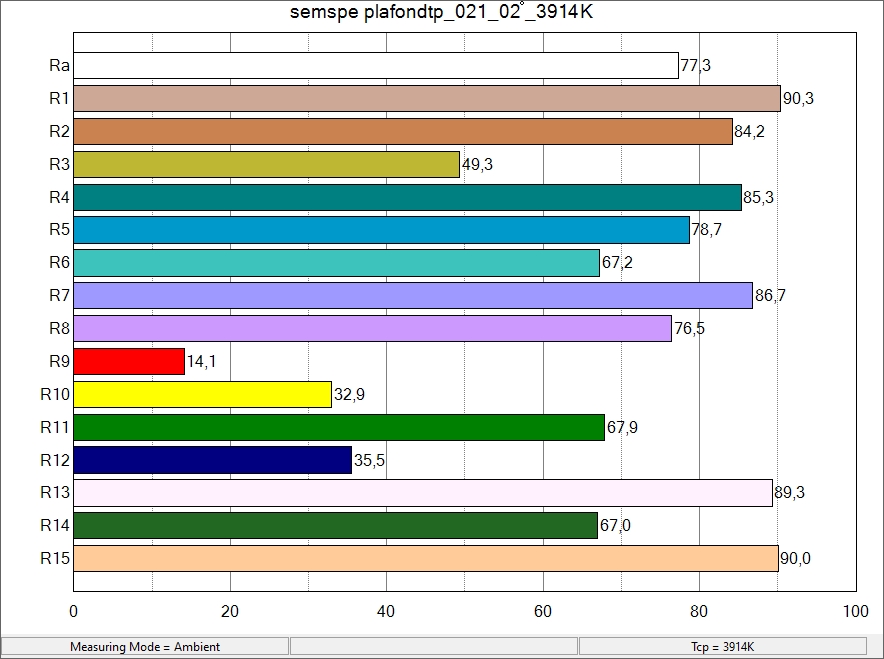 semspe plafondtp_021_02°_3914K
Ra 77,3
R1 90,3
R2 84,2
R3 49,3
R4 85,3
R5 78,7
R6 67,2
R7 86,7
R8 76,5
R9 14,1
R10 32,9
R11 67,9
R12 35,5
R13 89,3
R14 67,0
R15 90,0
0 20 40 60 80 100
Measuring Mode = Ambient Tcp = 3914K